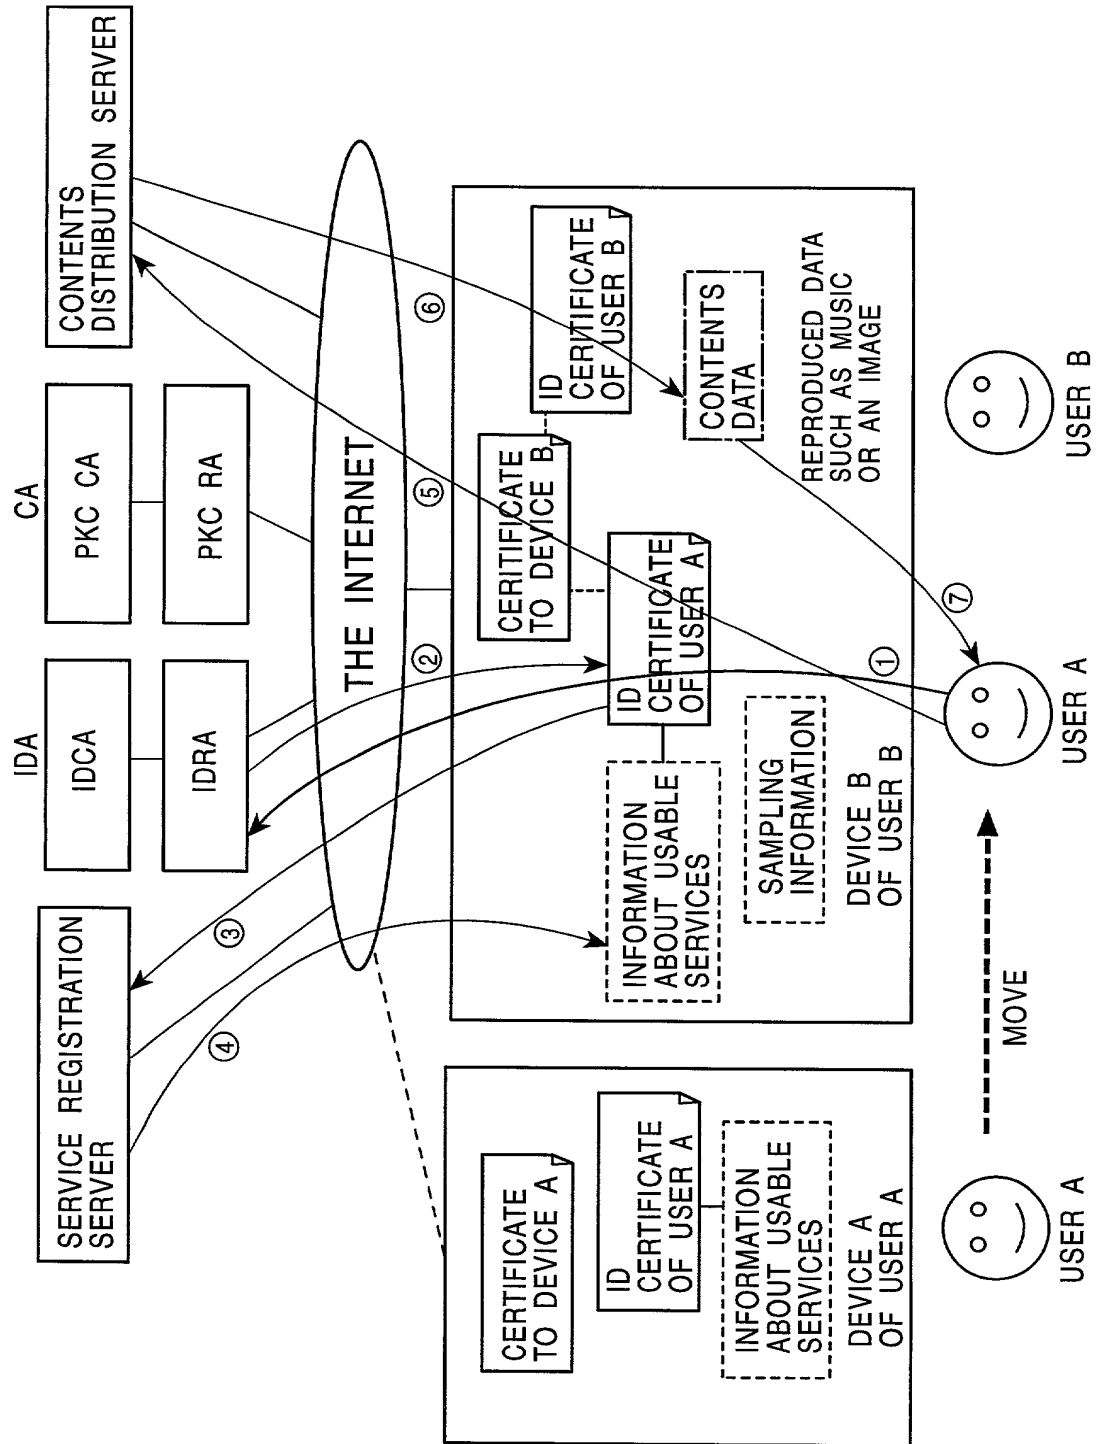 SERVICE REGISTRATION
SERVER
IDA
IDCA
IDRA
CA
PKC CA
PKC RA
CONTENTS
DISTRIBUTION SERVER
THE INTERNET
④
③
②
⑤
⑥
CERTIFICATE
TO DEVICE A
ID
CERTIFICATE
OF USER A
INFORMATION
ABOUT USABLE
SERVICES
DEVICE A
OF USER A
CERITIFICATE
TO DEVICE B
ID
CERITIFICATE
OF USER B
ID
CERTIFICATE
OF USER A
INFORMATION
ABOUT USABLE
SERVICES
CONTENTS
DATA
SAMPLING
INFORMATION
REPRODUCED DATA
SUCH AS MUSIC
OR AN IMAGE
DEVICE B
OF USER B
①
⑦
USER A
MOVE
USER A
USER B